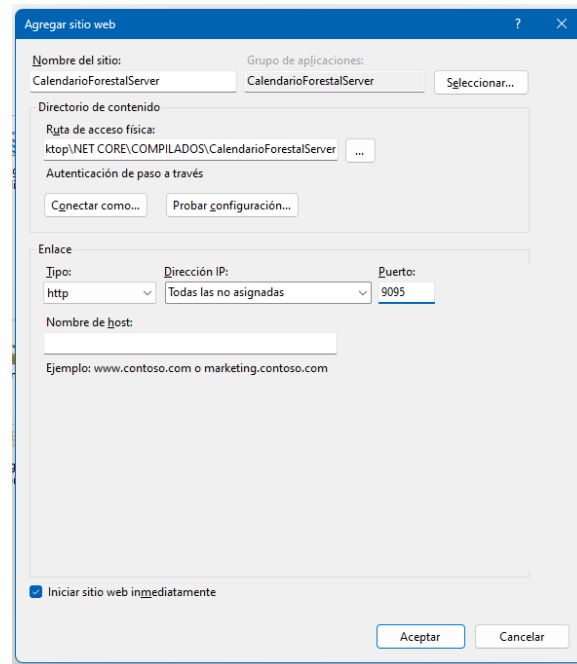 Agregar sitio web ? ×
Nombre del sitio: Grupo de aplicaciones:
CalendarioForestalServer CalendarioForestalServer Seleccionar...
Directorio de contenido
Ruta de acceso física:
ktop\NET CORE\COMPILADOS\CalendarioForestalServer ...
Autenticación de paso a través
Conectar como... Probar configuración...
Enlace
Tipo: Dirección IP: Puerto:
http Todas las no asignadas 9095
Nombre de host:
Ejemplo: www.contoso.com o marketing.contoso.com
Iniciar sitio web inmediatamente
Aceptar Cancelar